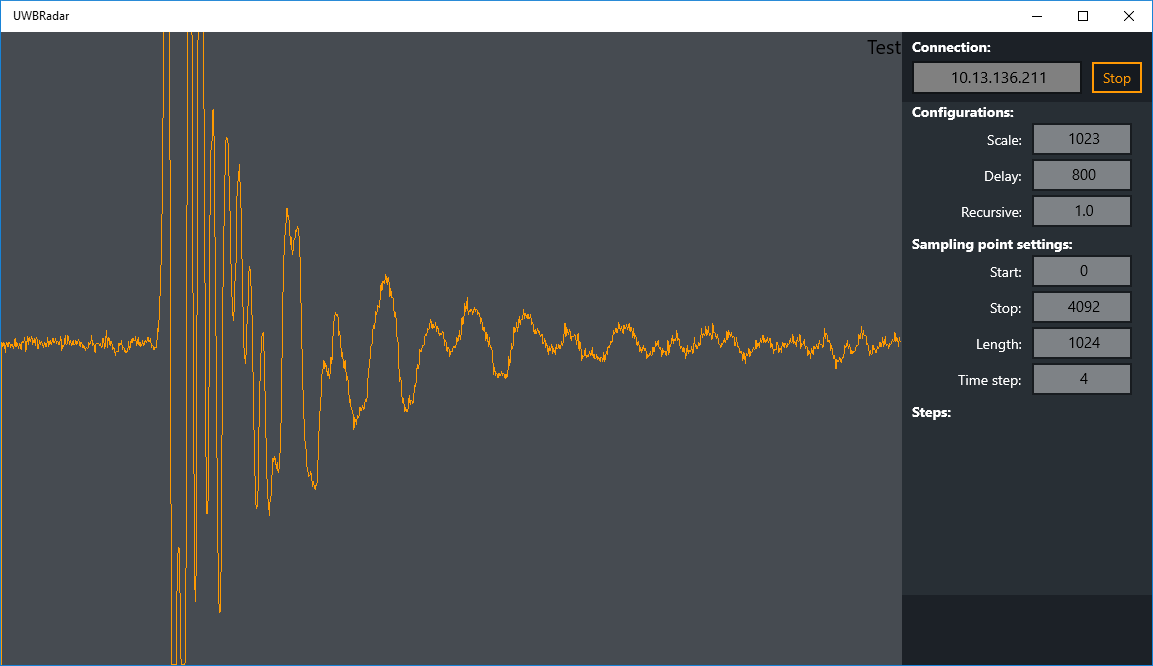 UWBRadar
Test
Connection:
10.13.136.211 Stop
Configurations:
Scale: 1023
Delay: 800
Recursive: 1.0
Sampling point settings:
Start: 0
Stop: 4092
Length: 1024
Time step: 4
Steps: